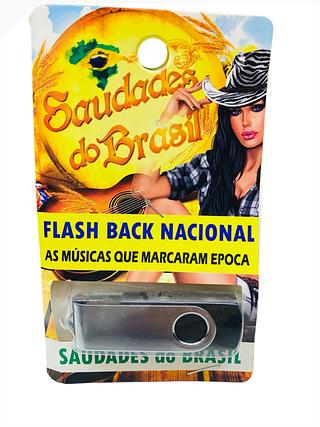 Saudades
do Brasil
FLASH BACK NACIONAL
AS MÚSICAS QUE MARCARAM EPOCA
SAUDADES do BRASIL